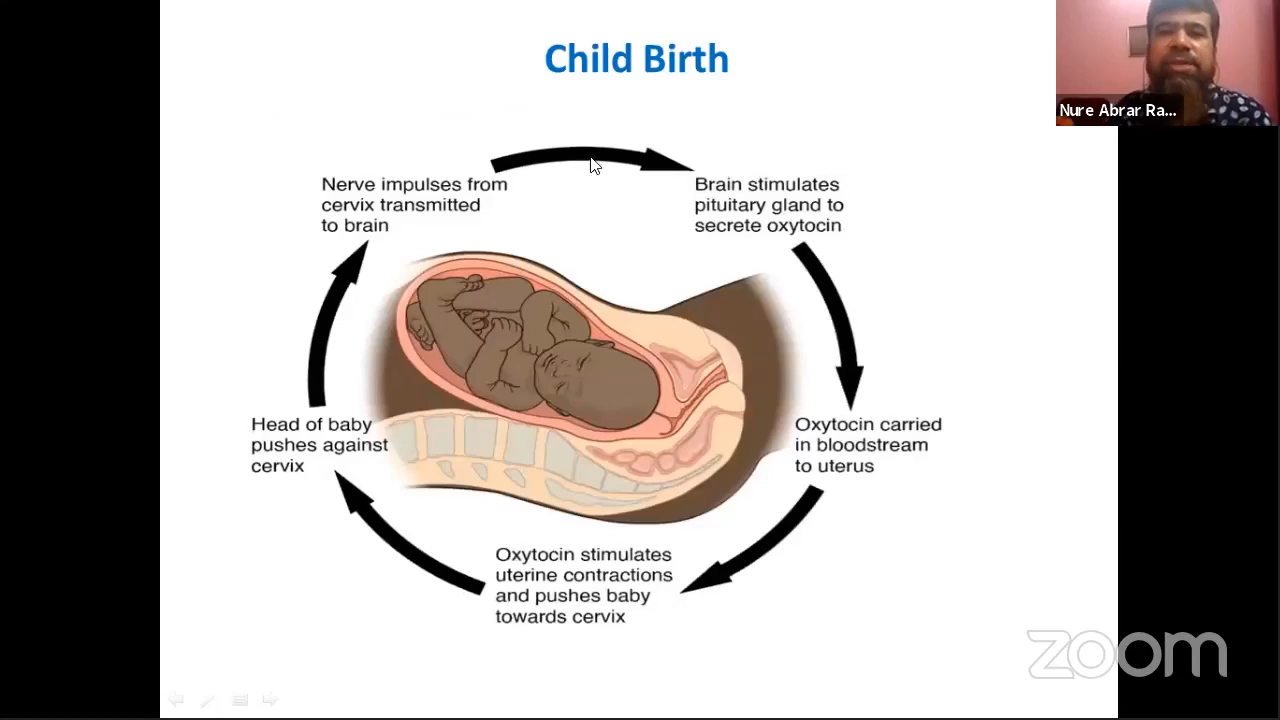 Child Birth
Nure Abrar Ra...
Nerve impulses from
cervix transmitted
to brain
Brain stimulates
pituitary gland to
secrete oxytocin
Head of baby
pushes against
cervix
Oxytocin carried
in bloodstream
to uterus
Oxytocin stimulates
uterine contractions
and pushes baby
towards cervix
zoom